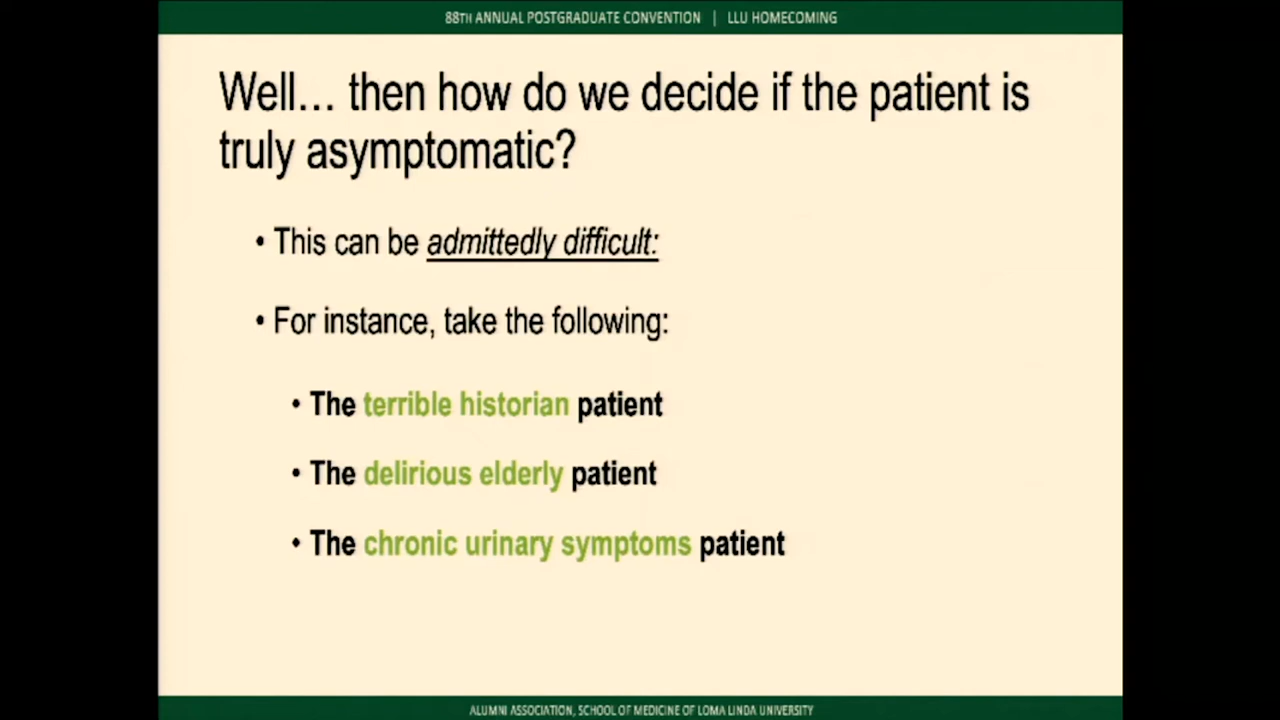 88TH ANNUAL POSTGRADUATE CONVENTION | LLU HOMECOMING
Well… then how do we decide if the patient is
truly asymptomatic?
• This can be admittedly difficult:
• For instance, take the following:
• The terrible historian patient
• The delirious elderly patient
• The chronic urinary symptoms patient
ALUMNI ASSOCIATION, SCHOOL OF MEDICINE OF LOMA LINDA UNIVERSITY